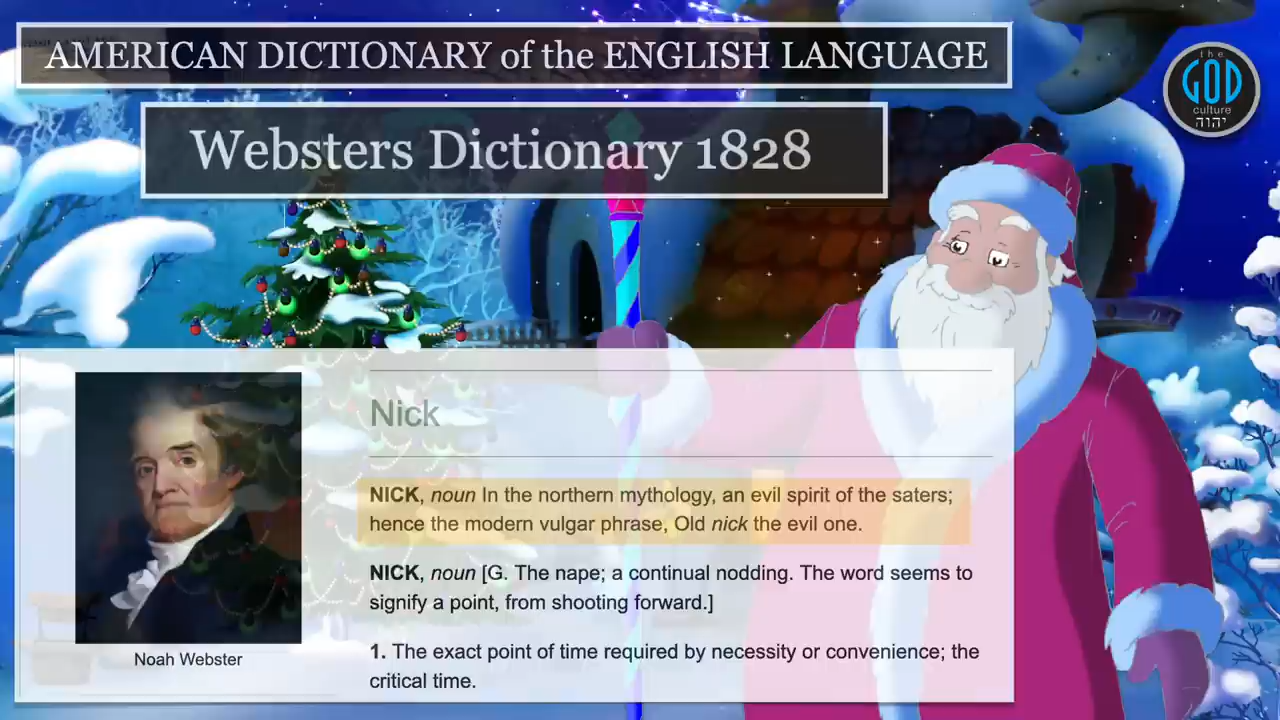 AMERICAN DICTIONARY of the ENGLISH LANGUAGE
the
GOD
culture
יהוה
Websters Dictionary 1828
Nick
NICK, noun In the northern mythology, an evil spirit of the saters;
hence the modern vulgar phrase, Old nick the evil one.
NICK, noun [G. The nape; a continual nodding. The word seems to
signify a point, from shooting forward.]
1. The exact point of time required by necessity or convenience; the
critical time.
Noah Webster